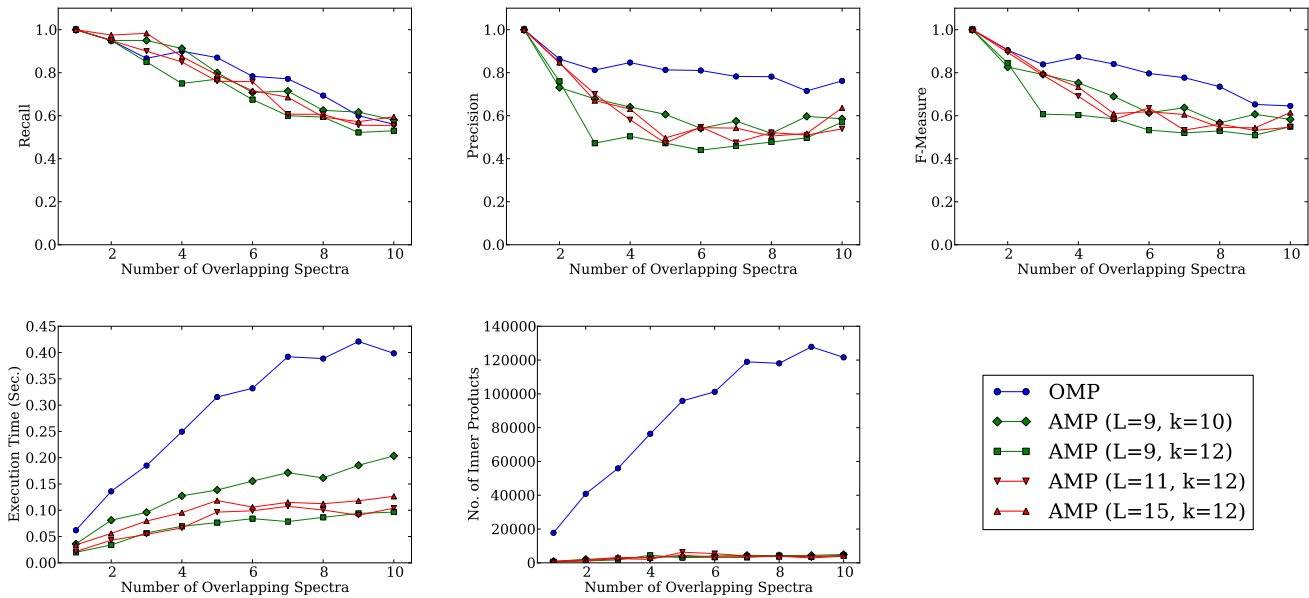 1.0
0.8
0.6
0.4
0.2
0.0
Recall
2 4 6 8 10
Number of Overlapping Spectra
1.0
0.8
0.6
0.4
0.2
0.0
Precision
2 4 6 8 10
Number of Overlapping Spectra
1.0
0.8
0.6
0.4
0.2
0.0
F-Measure
2 4 6 8 10
Number of Overlapping Spectra
0.45
0.40
0.35
0.30
0.25
0.20
0.15
0.10
0.05
0.00
Execution Time (Sec.)
2 4 6 8 10
Number of Overlapping Spectra
140000
120000
100000
80000
60000
40000
20000
0
No. of Inner Products
2 4 6 8 10
Number of Overlapping Spectra
OMP
AMP (L=9, k=10)
AMP (L=9, k=12)
AMP (L=11, k=12)
AMP (L=15, k=12)